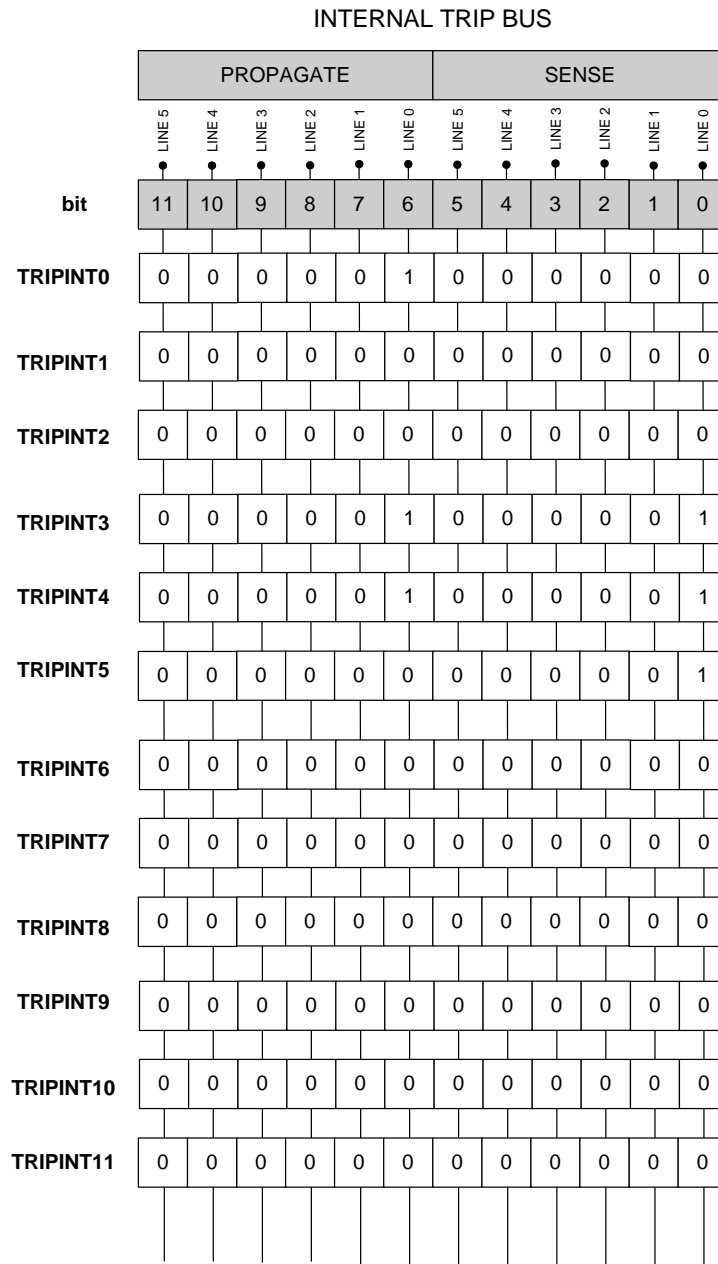 INTERNAL TRIP BUS
PROPAGATE SENSE
LINE 5 LINE 4 LINE 3 LINE 2 LINE 1 LINE 0 LINE 5 LINE 4 LINE 3 LINE 2 LINE 1 LINE 0
bit 11 10 9 8 7 6 5 4 3 2 1 0
TRIPINT0 0 0 0 0 0 1 0 0 0 0 0 0
TRIPINT1 0 0 0 0 0 0 0 0 0 0 0 0
TRIPINT2 0 0 0 0 0 0 0 0 0 0 0 0
TRIPINT3 0 0 0 0 0 1 0 0 0 0 0 1
TRIPINT4 0 0 0 0 0 1 0 0 0 0 0 1
TRIPINT5 0 0 0 0 0 0 0 0 0 0 0 1
TRIPINT6 0 0 0 0 0 0 0 0 0 0 0 0
TRIPINT7 0 0 0 0 0 0 0 0 0 0 0 0
TRIPINT8 0 0 0 0 0 0 0 0 0 0 0 0
TRIPINT9 0 0 0 0 0 0 0 0 0 0 0 0
TRIPINT10 0 0 0 0 0 0 0 0 0 0 0 0
TRIPINT11 0 0 0 0 0 0 0 0 0 0 0 0